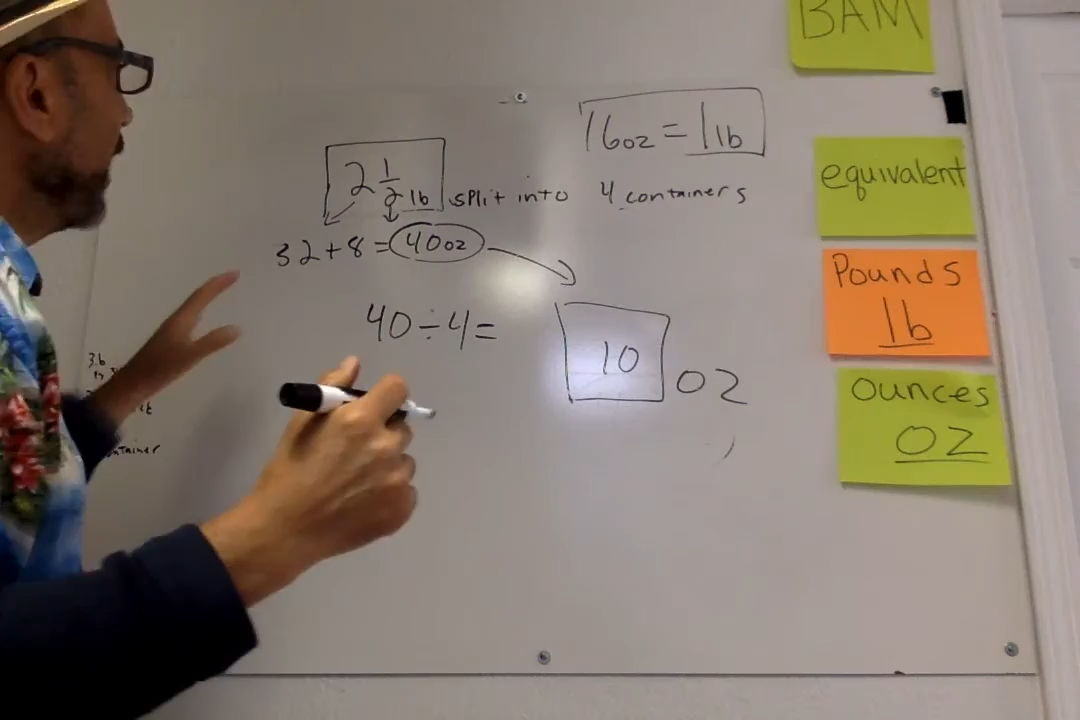 BAM
16oz = 1lb
2 1/2 lb split into 4 containers
32+8=40oz
40÷4=
10 oz
equivalent
Pounds
lb
ounces
oz